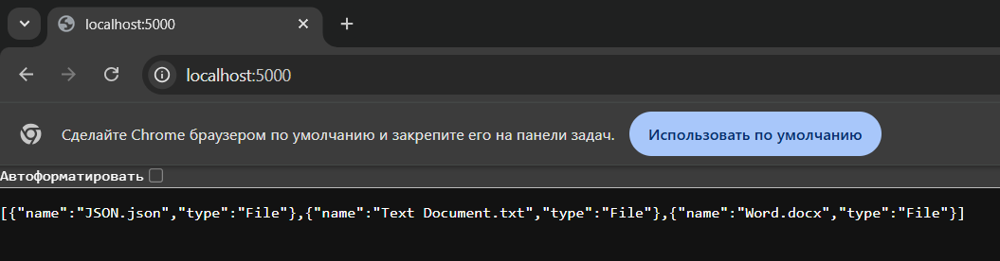 localhost:5000
localhost:5000
Сделайте Chrome браузером по умолчанию и закрепите его на панели задач. Использовать по умолчанию
Автоформатировать
[{"name":"JSON.json","type":"File"},{"name":"Text Document.txt","type":"File"},{"name":"Word.docx","type":"File"}]